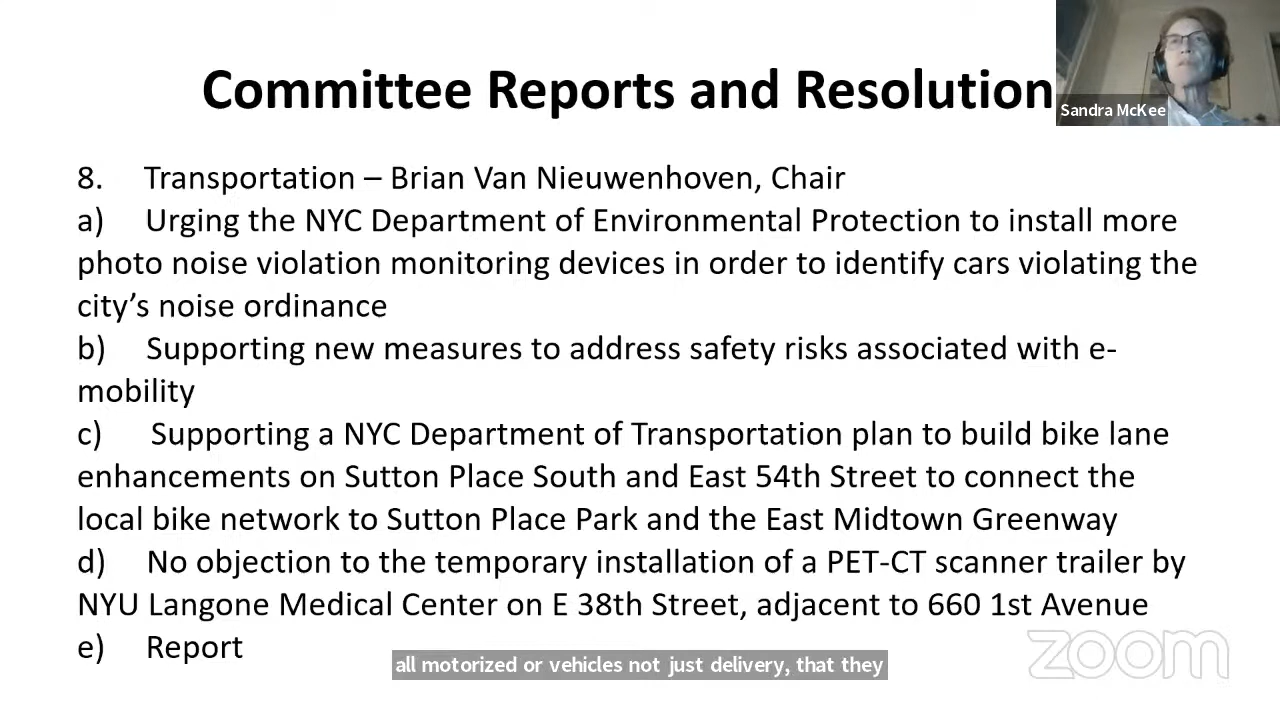 Committee Reports and Resolution
Sandra McKee
8. Transportation – Brian Van Nieuwenhoven, Chair
a) Urging the NYC Department of Environmental Protection to install more
photo noise violation monitoring devices in order to identify cars violating the
city’s noise ordinance
b) Supporting new measures to address safety risks associated with e-
mobility
c) Supporting a NYC Department of Transportation plan to build bike lane
enhancements on Sutton Place South and East 54th Street to connect the
local bike network to Sutton Place Park and the East Midtown Greenway
d) No objection to the temporary installation of a PET-CT scanner trailer by
NYU Langone Medical Center on E 38th Street, adjacent to 660 1st Avenue
e) Report
all motorized or vehicles not just delivery, that they
zoom